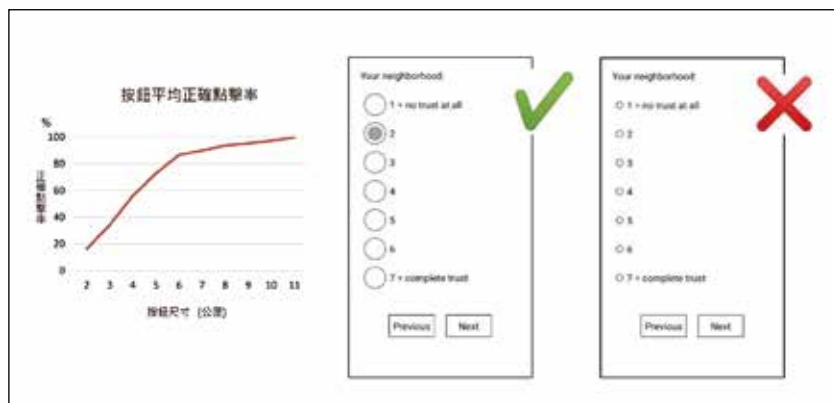 按鈕平均正確點擊率
%
正確點擊率
100
80
60
40
20
0
2 3 4 5 6 7 8 9 10 11
按鈕尺寸 (公厘)
Your neighborhood:
1 = no trust at all
2
3
4
5
6
7 = complete trust
Previous Next
Your neighborhood:
1 = no trust at all
2
3
4
5
6
7 = complete trust
Previous Next